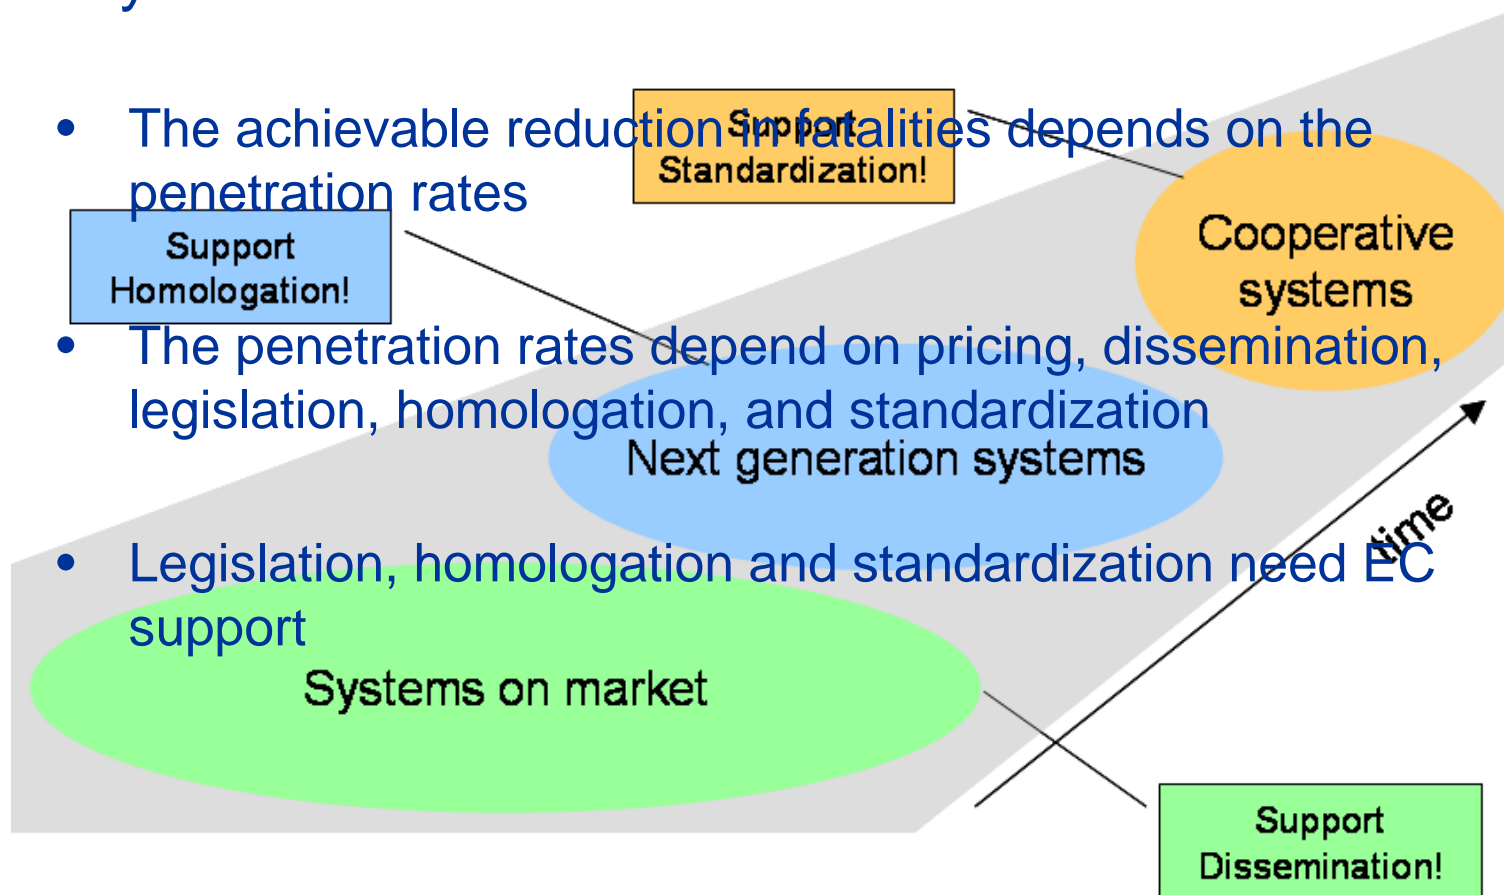 • The achievable reduction in fatalities depends on the
penetration rates
Support
Standardization!
Support
Homologation!
Cooperative
systems
• The penetration rates depend on pricing, dissemination,
legislation, homologation, and standardization
Next generation systems
time
• Legislation, homologation and standardization need EC
support
Systems on market
Support
Dissemination!